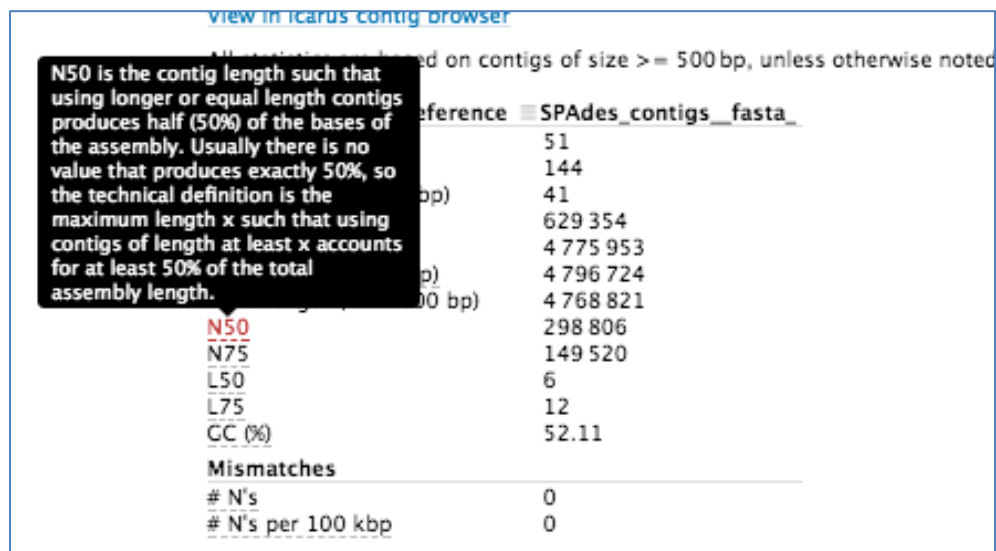 View in Icarus contig browser
ed on contigs of size >= 500 bp, unless otherwise noted
N50 is the contig length such that
using longer or equal length contigs
produces half (50%) of the bases of
the assembly. Usually there is no
value that produces exactly 50%, so
the technical definition is the
maximum length x such that using
contigs of length at least x accounts
for at least 50% of the total
assembly length.
eference SPAdes_contigs__fasta_
51
144
bp) 41
629 354
4 775 953
p) 4 796 724
00 bp) 4 768 821
N50 298 806
N75 149 520
L50 6
L75 12
GC (%) 52.11
Mismatches
# N's 0
# N's per 100 kbp 0